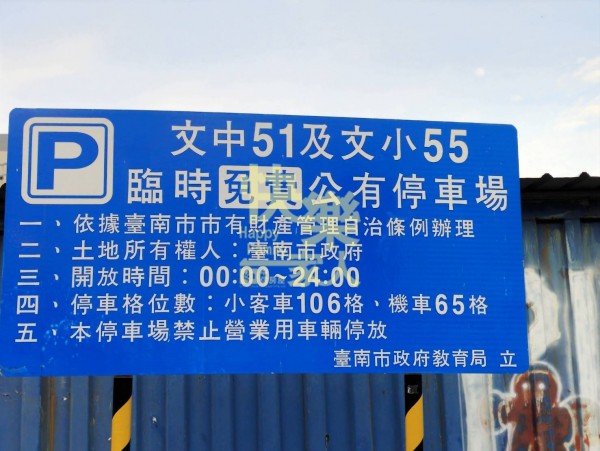 P
文中51及文小55
臨時免費公有停車場
一、依據臺南市市有財產管理自治條例辦理
二、土地所有權人：臺南市政府
三、開放時間：00:00~24:00
四、停車格位數：小客車106格、機車65格
五、本停車場禁止營業用車輛停放
臺南市政府教育局 立
快樂
Happy